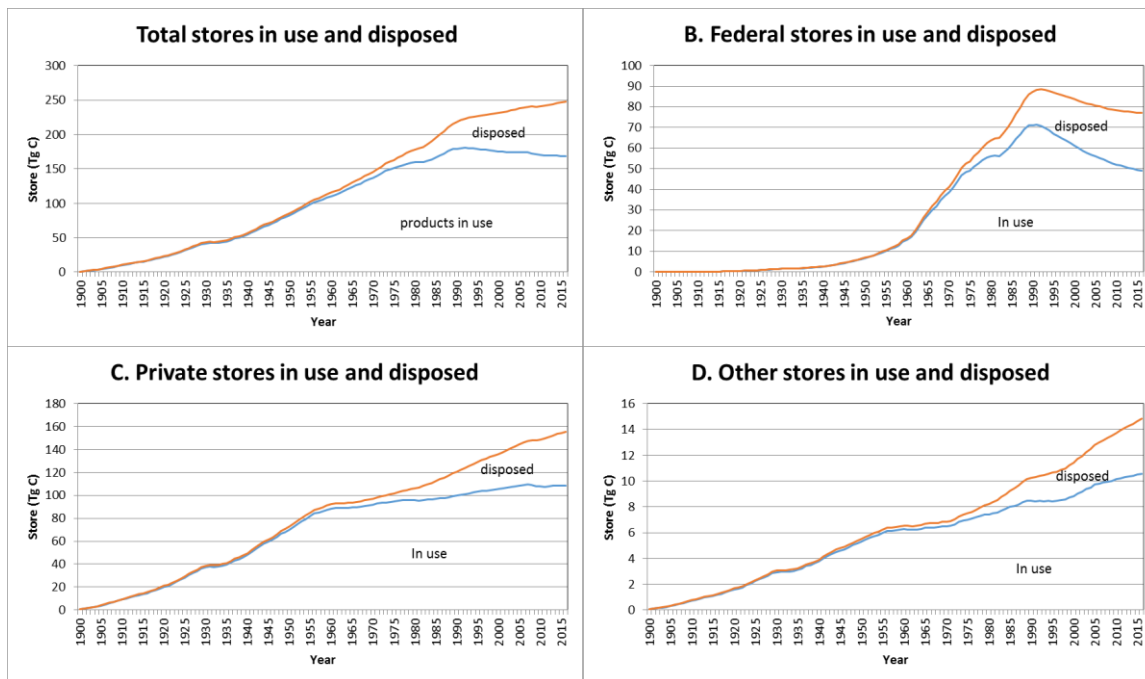 Total stores in use and disposed
300
250
200
150
100
50
0
Store (Tg C)
disposed
products in use
1900 1905 1910 1915 1920 1925 1930 1935 1940 1945 1950 1955 1960 1965 1970 1975 1980 1985 1990 1995 2000 2005 2010 2015
Year
B. Federal stores in use and disposed
100
90
80
70
60
50
40
30
20
10
0
Store (Tg C)
disposed
In use
1900 1905 1910 1915 1920 1925 1930 1935 1940 1945 1950 1955 1960 1965 1970 1975 1980 1985 1990 1995 2000 2005 2010 2015
Year
C. Private stores in use and disposed
180
160
140
120
100
80
60
40
20
0
Store (Tg C)
disposed
In use
1900 1905 1910 1915 1920 1925 1930 1935 1940 1945 1950 1955 1960 1965 1970 1975 1980 1985 1990 1995 2000 2005 2010 2015
Year
D. Other stores in use and disposed
16
14
12
10
8
6
4
2
0
Store (Tg C)
disposed
In use
1900 1905 1910 1915 1920 1925 1930 1935 1940 1945 1950 1955 1960 1965 1970 1975 1980 1985 1990 1995 2000 2005 2010 2015
Year